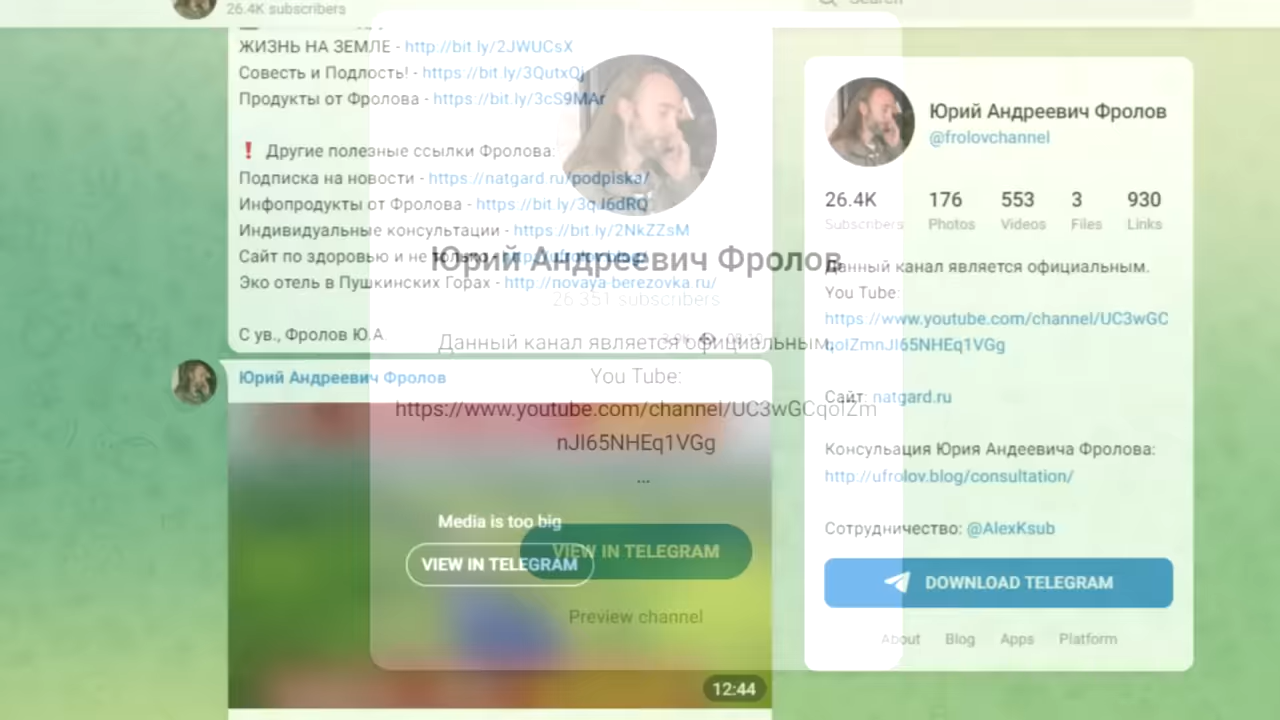 26.4K subscribers
Search
ЖИЗНЬ НА ЗЕМЛЕ - http://bit.ly/2JWUCsX
Совесть и Подлость! - https://bit.ly/3QutxQj
Продукты от Фролова - https://bit.ly/3cS9MAr
❗ Другие полезные ссылки Фролова:
Подписка на новости - https://natgard.ru/podpiska/
Инфопродукты от Фролова - https://bit.ly/3qJ6dRQ
Индивидуальные консультации - https://bit.ly/2NkZZsM
Сайт по здоровью и не только -
Эко отель в Пушкинских Горах - http://novaya-berezovka.ru/
С ув., Фролов Ю.А.
Юрий Андреевич Фролов
Media is too big
VIEW IN TELEGRAM
12:44
Юрий Андреевич Фролов
26 351 subscribers
Данный канал является официальным.
You Tube:
https://www.youtube.com/channel/UC3wGCqolZm
nJI65NHEq1VGg
...
VIEW IN TELEGRAM
Preview channel
Юрий Андреевич Фролов
@frolovchannel
26.4K 176 553 3 930
Subscribers Photos Videos Files Links
Данный канал является официальным.
You Tube:
https://www.youtube.com/channel/UC3wGC
qolZmnJI65NHEq1VGg
Сайт: natgard.ru
Консульация Юрия Андеевича Фролова:
http://ufrolov.blog/consultation/
Сотрудничество: @AlexKsub
DOWNLOAD TELEGRAM
About Blog Apps Platform